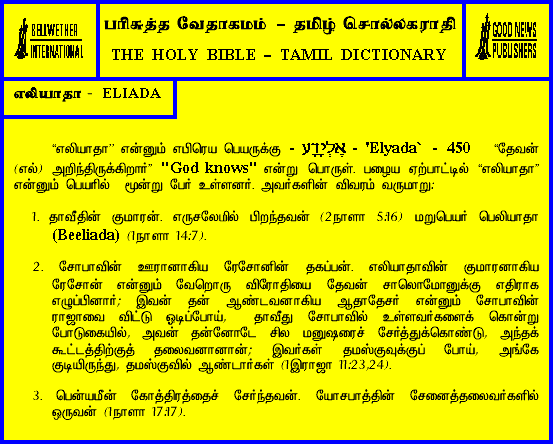 BELLWETHER
INTERNATIONAL
பரிசுத்த வேதாகமம் – தமிழ் சொல்லகராதி
THE HOLY BIBLE – TAMIL DICTIONARY
GOOD NEWS
PUBLISHERS
எலியாதா - ELIADA
“எலியாதா” என்னும் எபிரெய பெயருக்கு - אֶלְיָדָע - 'Elyada` - 450 “தேவன்
(எல்) அறிந்திருக்கிறார்” "God knows" என்று பொருள். பழைய ஏற்பாட்டில் “எலியாதா”
என்னும் பெயரில் மூன்று பேர் உள்ளனர். அவர்களின் விவரம் வருமாறு:
1. தாவீதின் குமாரன். எருசலேமில் பிறந்தவன் (2நாளா 5:16) மறுபெயர் பெலியாதா
(Beeliada) (1நாளா 14:7).
2. சோபாவின் ஊரானாகிய ரேசோனின் தகப்பன். எலியாதாவின் குமாரனாகிய
ரேசோன் என்னும் வேறொரு விரோதியை தேவன் சாலொமோனுக்கு எதிராக
எழுப்பினார்; இவன் தன் ஆண்டவனாகிய ஆதாதேசர் என்னும் சோபாவின்
ராஜாவை விட்டு ஓடிப்போய், தாவீது சோபாவில் உள்ளவர்களைக் கொன்று
போடுகையில், அவன் தன்னோடே சில மனுஷரைச் சேர்த்துக்கொண்டு, அந்தக்
கூட்டத்திற்குத் தலைவனானான்; இவர்கள் தமஸ்குவுக்குப் போய், அங்கே
குடியிருந்து, தமஸ்குவில் ஆண்டார்கள் (1இராஜா 11:23,24).
3. பென்யமீன் கோத்திரத்தைச் சேர்ந்தவன். யோசபாத்தின் சேனைத்தலைவர்களில்
ஒருவன் (1நாளா 17:17).